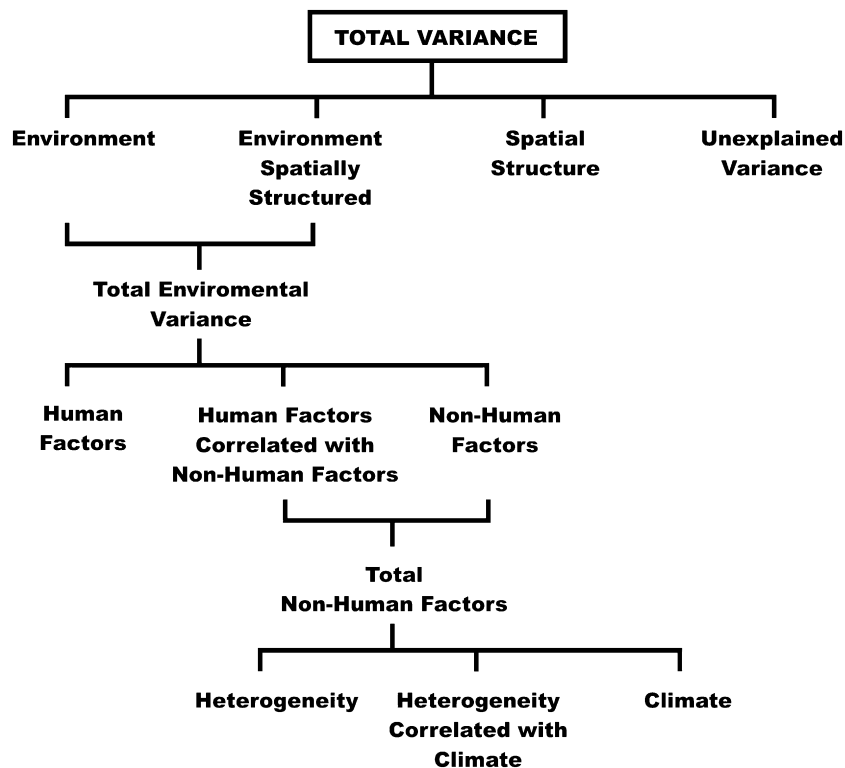 TOTAL VARIANCE
Environment
Environment
Spatially
Structured
Spatial
Structure
Unexplained
Variance
Total Enviromental
Variance
Human
Factors
Human Factors
Correlated with
Non-Human Factors
Non-Human
Factors
Total
Non-Human Factors
Heterogeneity
Heterogeneity
Correlated with
Climate
Climate